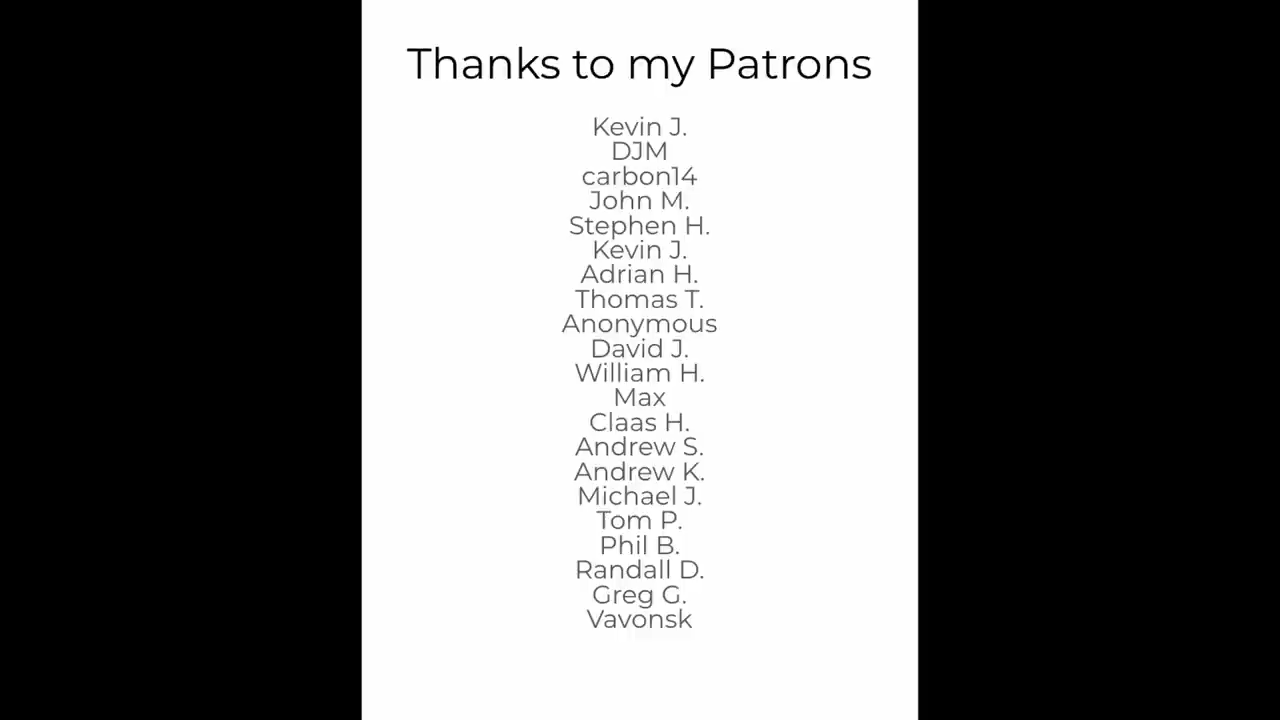 Thanks to my Patrons
Kevin J.
DJM
carbon14
John M.
Stephen H.
Kevin J.
Adrian H.
Thomas T.
Anonymous
David J.
William H.
Max
Claas H.
Andrew S.
Andrew K.
Michael J.
Tom P.
Phil B.
Randall D.
Greg G.
Vavonsk